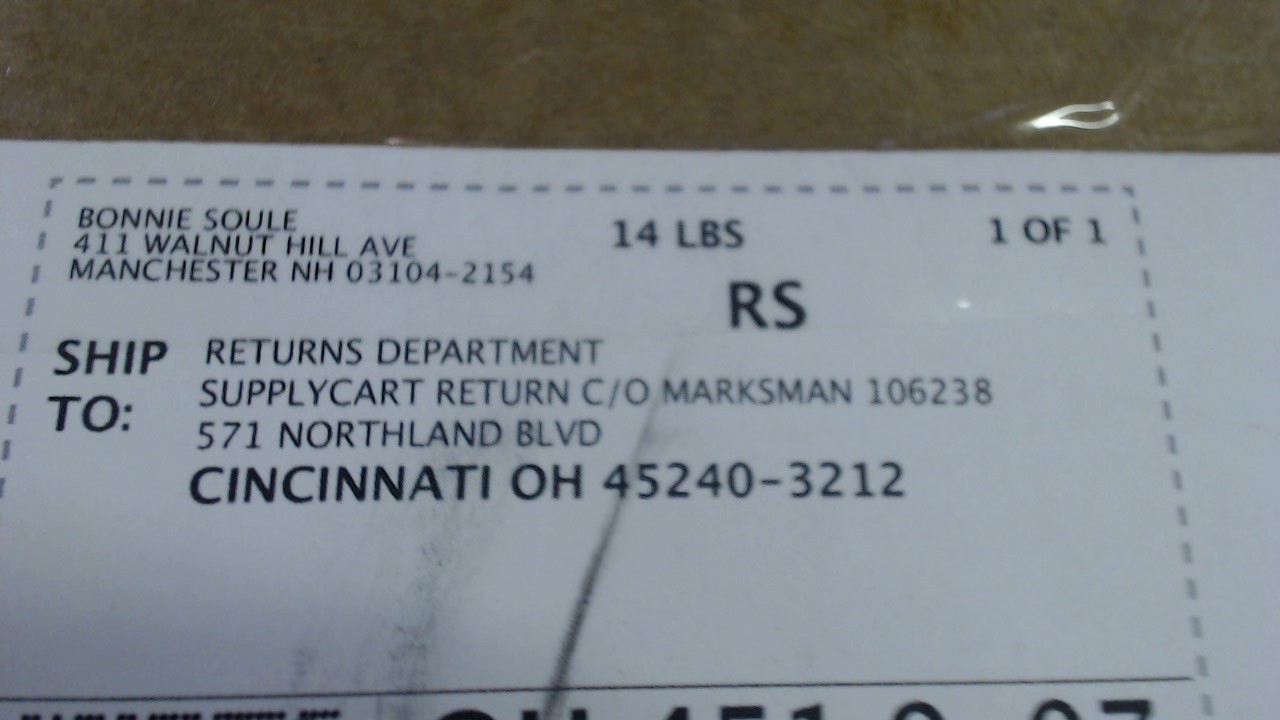 BONNIE SOULE
411 WALNUT HILL AVE
MANCHESTER NH 03104-2154
14 LBS
1 OF 1
RS
SHIP TO:
RETURNS DEPARTMENT
SUPPLYCART RETURN C/O MARKSMAN 106238
571 NORTHLAND BLVD
CINCINNATI OH 45240-3212